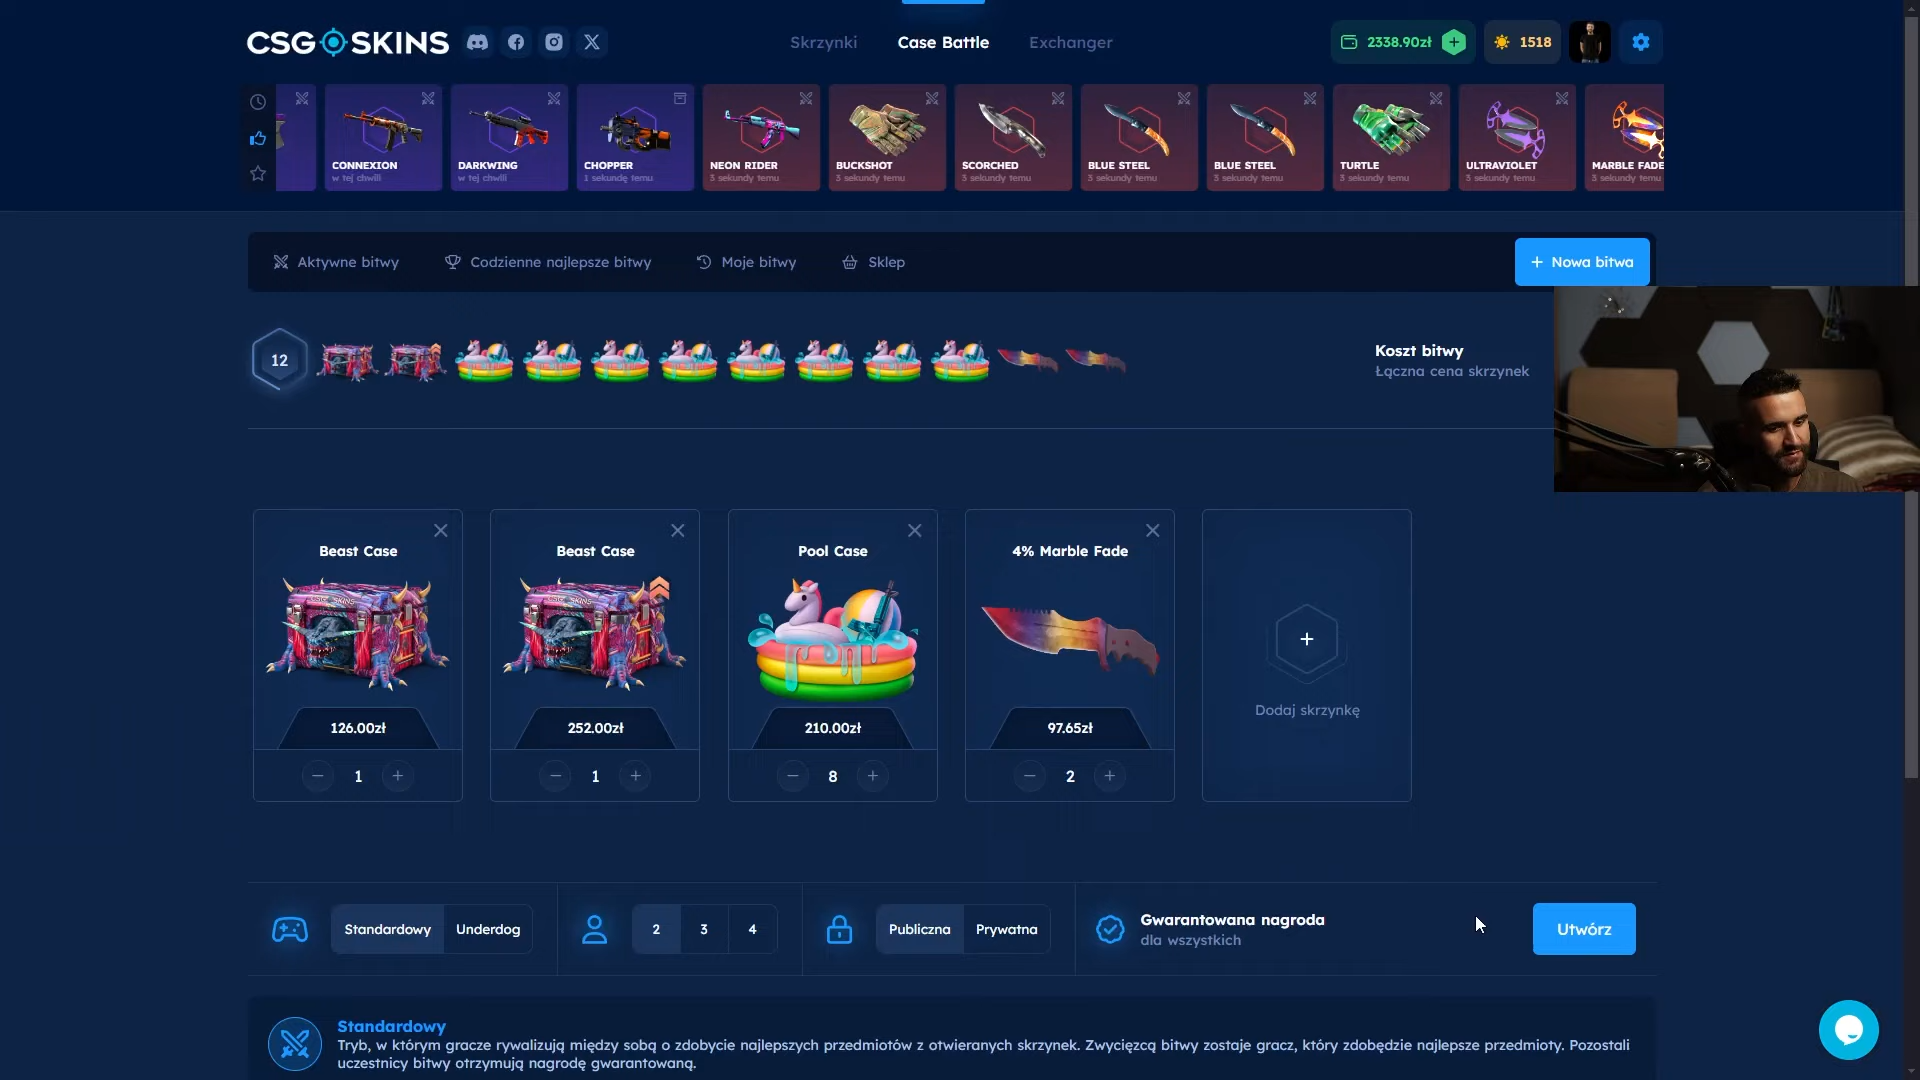 CSG SKINS
Skrzynki
Case Battle
Exchanger
2338.90zł
1518
CONNEXION
w tej chwili
DARKWING
w tej chwili
CHOPPER
1 sekundę temu
NEON RIDER
3 sekundy temu
BUCKSHOT
3 sekundy temu
SCORCHED
3 sekundy temu
BLUE STEEL
3 sekundy temu
BLUE STEEL
3 sekundy temu
TURTLE
3 sekundy temu
ULTRAVIOLET
3 sekundy temu
MARBLE FADE
3 sekundy temu
Aktywne bitwy
Codzienne najlepsze bitwy
Moje bitwy
Sklep
+ Nowa bitwa
12
Koszt bitwy
Łączna cena skrzynek
Beast Case
126.00zł
1
Beast Case
252.00zł
1
Pool Case
210.00zł
8
4% Marble Fade
97.65zł
2
Dodaj skrzynkę
Standardowy
Underdog
2
3
4
Publiczna
Prywatna
Gwarantowana nagroda
dla wszystkich
Utwórz
Standardowy
Tryb, w którym gracze rywalizują między sobą o zdobycie najlepszych przedmiotów z otwieranych skrzynek. Zwycięzcą bitwy zostaje gracz, który zdobędzie najlepsze przedmioty. Pozostali
uczestnicy bitwy otrzymują nagrodę gwarantowaną.